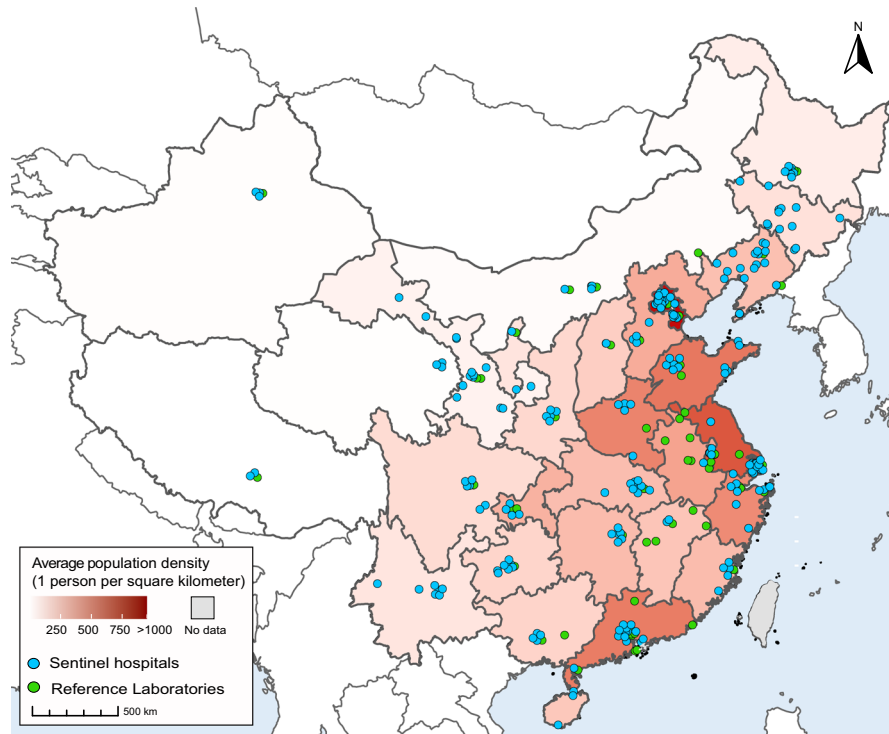 N
Average population density
(1 person per square kilometer)
250 500 750 >1000 No data
Sentinel hospitals
Reference Laboratories
500 km